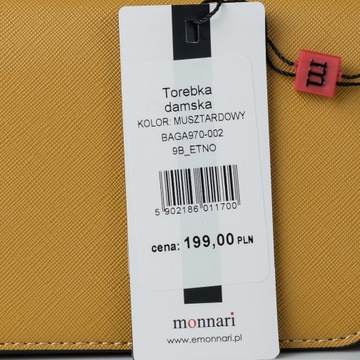 Torebka
damska
KOLOR: MUSZTARDOWY
BAGA970-002
9B_ETNO
5 902186 011700
cena: 199,00 PLN
monnari
www.emonnari.pl
m